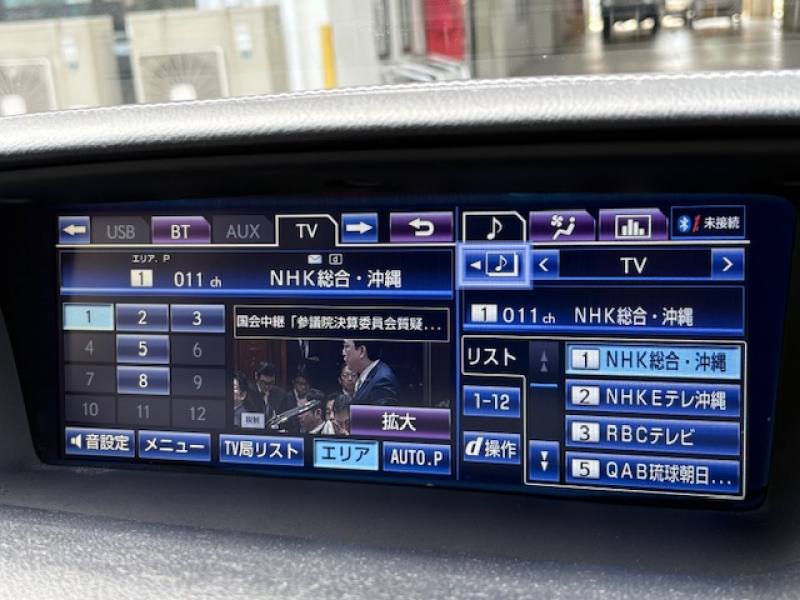 USB BT AUX TV
未接続
エリア. P
1 011 ch NHK総合・沖縄
TV
1 2 3
4 5 6
7 8 9
10 11 12
国会中継「参議院決算委員会質疑...
拡大
音設定 メニュー TV局リスト エリア AUTO.P
1 011 ch NHK総合・沖縄
リスト
1-12
d操作
1 NHK総合・沖縄
2 NHKEテレ沖縄
3 RBCテレビ
5 QAB琉球朝日...